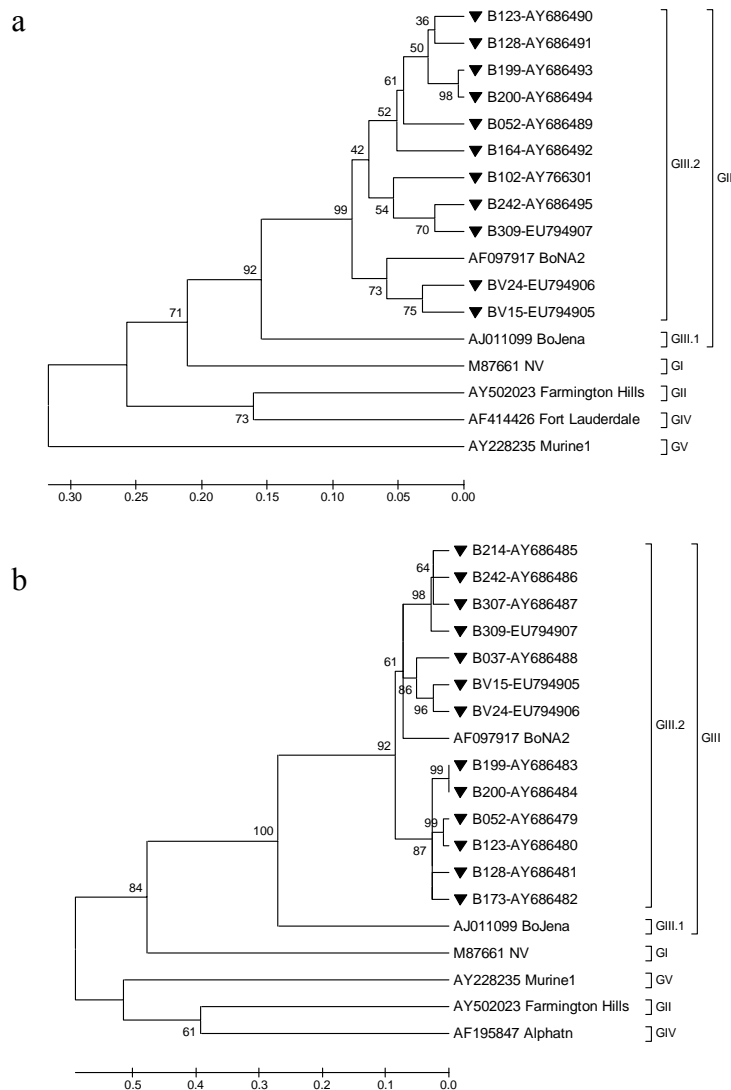 a
B123-AY686490
36
B128-AY686491
50
B199-AY686493
61
98
B200-AY686494
52
B052-AY686489
42
B164-AY686492
GIII.2
GII
B102-AY766301
54
B242-AY686495
99
70
B309-EU794907
AF097917 BoNA2
92
73
BV24-EU794906
75
BV15-EU794905
71
AJ011099 BoJena
GIII.1
M87661 NV
GI
AY502023 Farmington Hills
GII
73
AF414426 Fort Lauderdale
GIV
AY228235 Murine1
GV
0.30 0.25 0.20 0.15 0.10 0.05 0.00
b
B214-AY686485
64
B242-AY686486
98
B307-AY686487
B309-EU794907
61
B037-AY686488
86
BV15-EU794905
96
BV24-EU794906
GIII.2
GIII
92
AF097917 BoNA2
99
B199-AY686483
B200-AY686484
B052-AY686479
99
100
B123-AY686480
87
B128-AY686481
84
B173-AY686482
AJ011099 BoJena
GIII.1
M87661 NV
GI
AY228235 Murine1
GV
AY502023 Farmington Hills
GII
61
AF195847 Alphatn
GIV
0.5 0.4 0.3 0.2 0.1 0.0